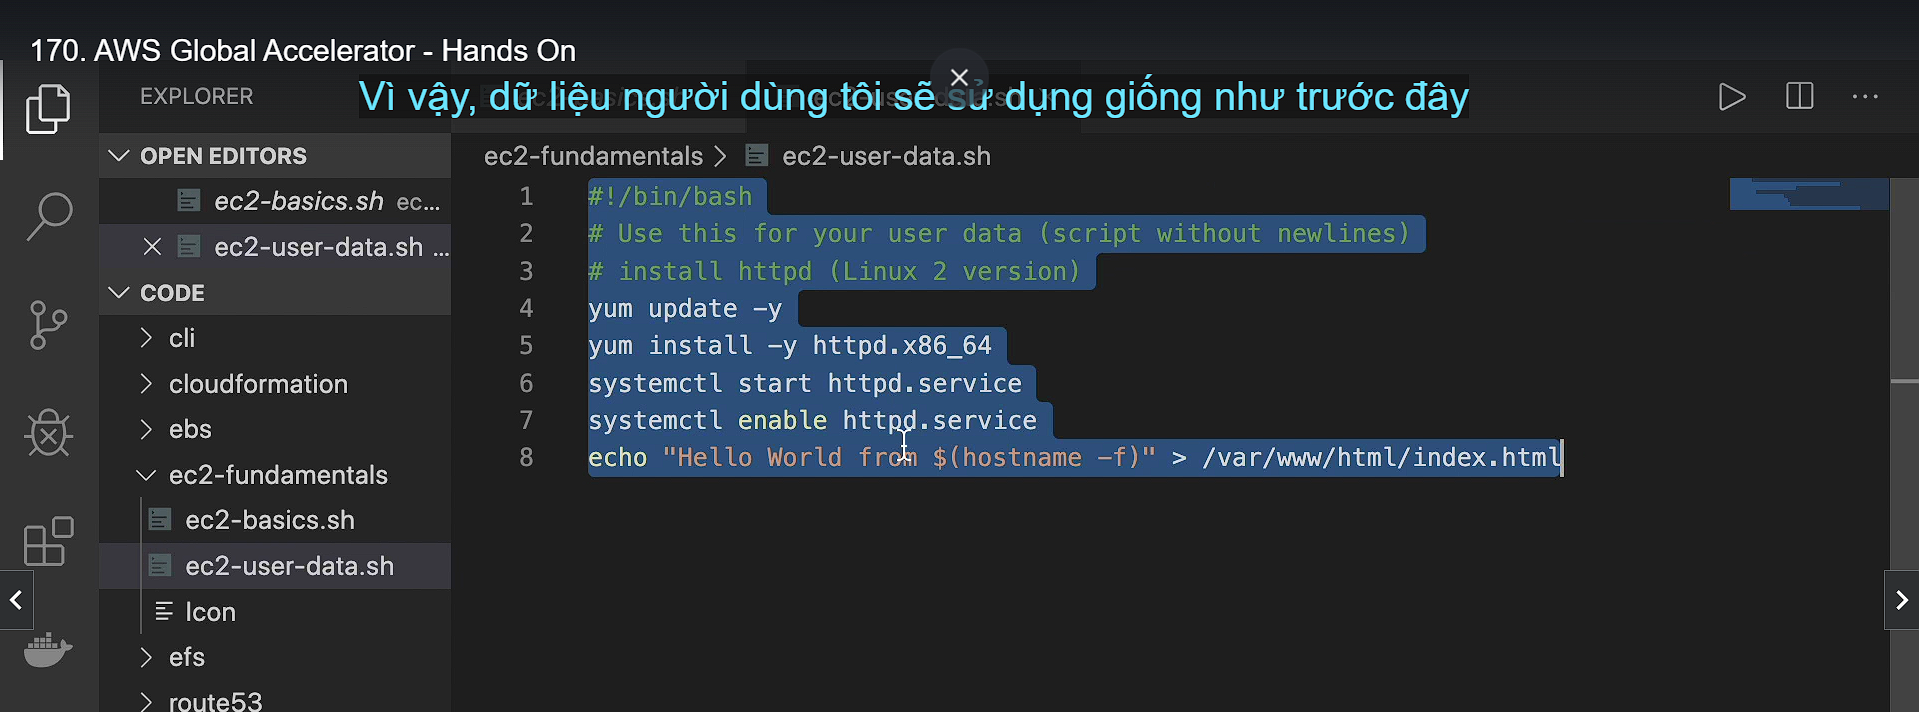 170. AWS Global Accelerator - Hands On
EXPLORER
Vì vậy, dữ liệu người dùng tôi sẽ sử dụng giống như trước đây
OPEN EDITORS
ec2-basics.sh ec...
ec2-user-data.sh ...
CODE
cli
cloudformation
ebs
ec2-fundamentals
ec2-basics.sh
ec2-user-data.sh
Icon
efs
route53
ec2-fundamentals > ec2-user-data.sh
1 #!/bin/bash
2 # Use this for your user data (script without newlines)
3 # install httpd (Linux 2 version)
4 yum update -y
5 yum install -y httpd.x86_64
6 systemctl start httpd.service
7 systemctl enable httpd.service
8 echo "Hello World from $(hostname -f)" > /var/www/html/index.html